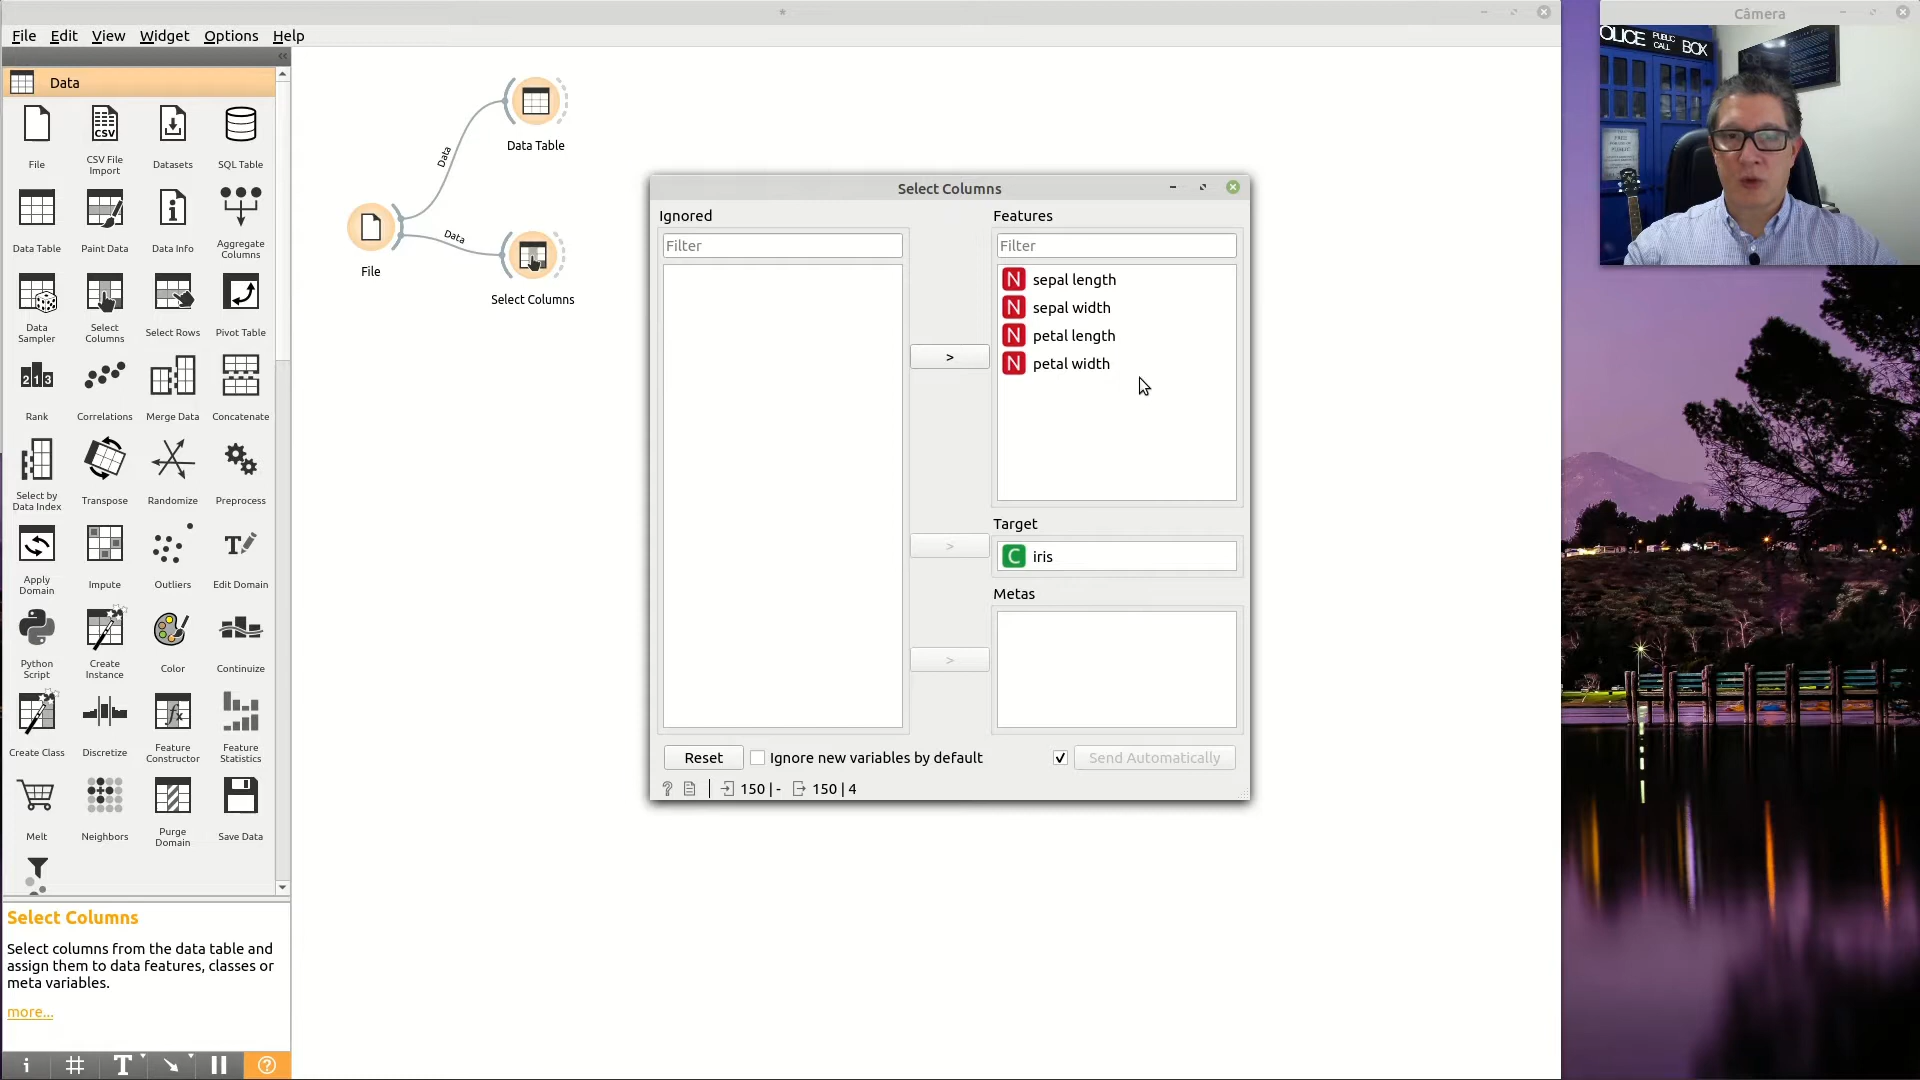 *
Câmera
File Edit View Widget Options Help
Data
File
CSV File Import
Datasets
SQL Table
Data Table
Paint Data
Data Info
Aggregate Columns
Data Sampler
Select Columns
Select Rows
Pivot Table
Rank
Correlations
Merge Data
Concatenate
Select by Data Index
Transpose
Randomize
Preprocess
Apply Domain
Impute
Outliers
Edit Domain
Python Script
Create Instance
Color
Continuize
Create Class
Discretize
Feature Constructor
Feature Statistics
Melt
Neighbors
Purge Domain
Save Data
Select Columns
Select columns from the data table and
assign them to data features, classes or
meta variables.
more...
Data
Data Table
Data
File
Select Columns
Select Columns
Ignored
Filter
Features
Filter
N sepal length
N sepal width
N petal length
N petal width
>
Target
C iris
>
Metas
>
Reset
Ignore new variables by default
Send Automatically
? 150 | - 150 | 4
OLICE PUBLIC CALL BOX